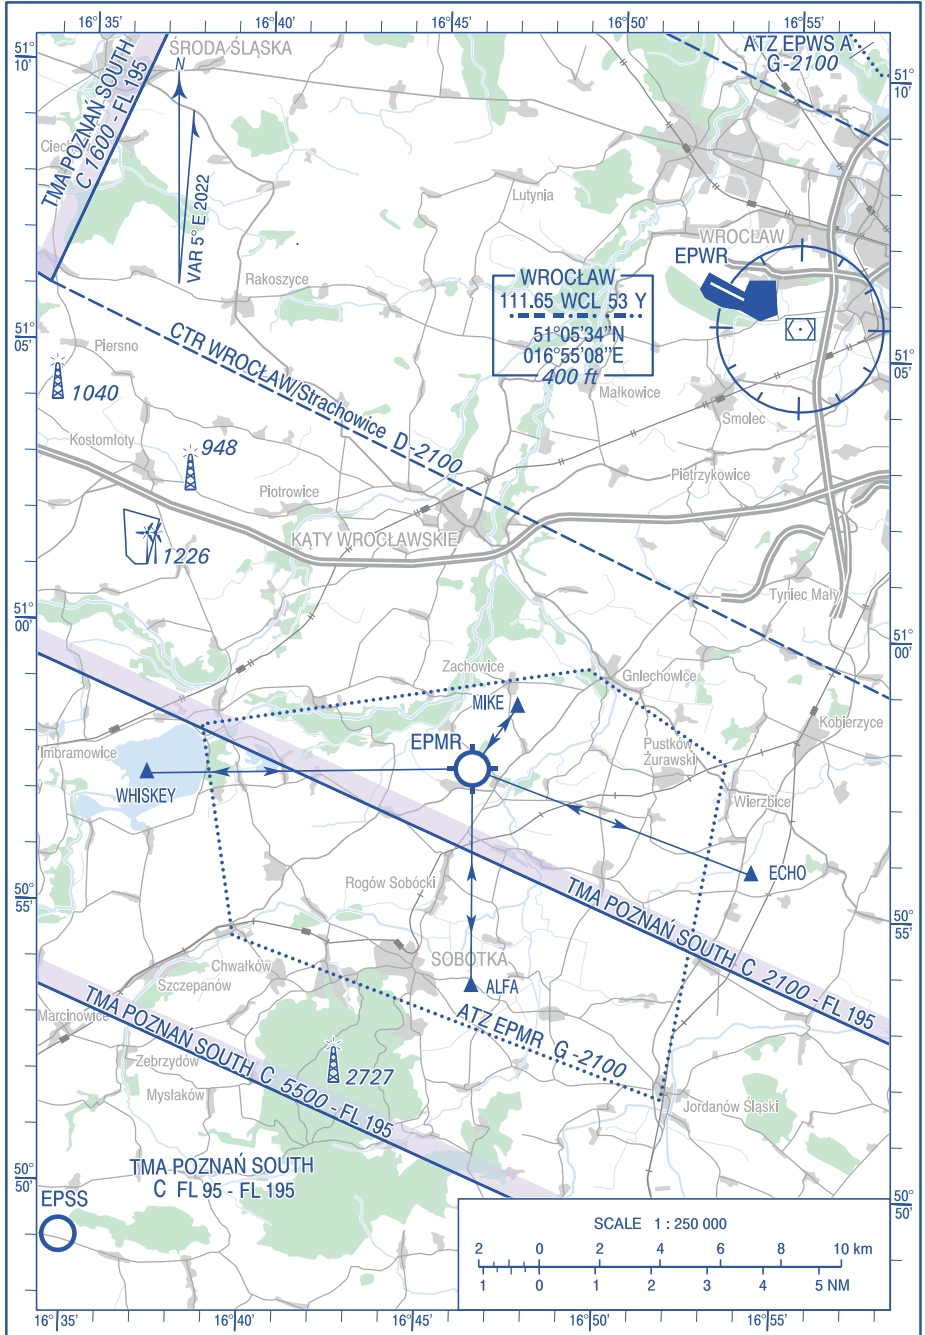 16°35'
16°40'
16°45'
16°50'
16°55'
51°
10'
ŚRODA ŚLĄSKA
ATZ EPWS A
G-2100
51°
10'
N
TMA POZNAŃ SOUTH
C 1600 - FL 195
Lutynia
VAR 5° E 2022
WROCŁAW
EPWR
Rakoszyce
WROCŁAW
111.65 WCL 53 Y
51°05'34"N
016°55'08"E
400 ft
51°
05'
Piersno
CTR WROCŁAW/Strachowice D-2100
51°
05'
1040
Małkowice
Smolec
Kostomłoty
948
Pietrzykowice
Piotrowice
KĄTY WROCŁAWSKIE
1226
Tyniec Mały
51°
00'
51°
00'
Zachowice
Gniechowice
MIKE
Kobierzyce
EPMR
Pustków
Żurawski
Imbramowice
WHISKEY
Wierzbice
ECHO
Rogów Sobócki
50°
55'
TMA POZNAŃ SOUTH C 2100 - FL 195
50°
55'
SOBOTKA
Chwałków
Szczepanów
ALFA
ATZ EPMR G-2100
Marcinowice
TMA POZNAŃ SOUTH C 5500 - FL 195
Zebrzydów
2727
Mysłaków
Jordanów Śląski
50°
50'
TMA POZNAŃ SOUTH
C FL 95 - FL 195
50°
50'
EPSS
SCALE 1 : 250 000
2 0 2 4 6 8 10 km
1 0 1 2 3 4 5 NM
16°35'
16°40'
16°45'
16°50'
16°55'